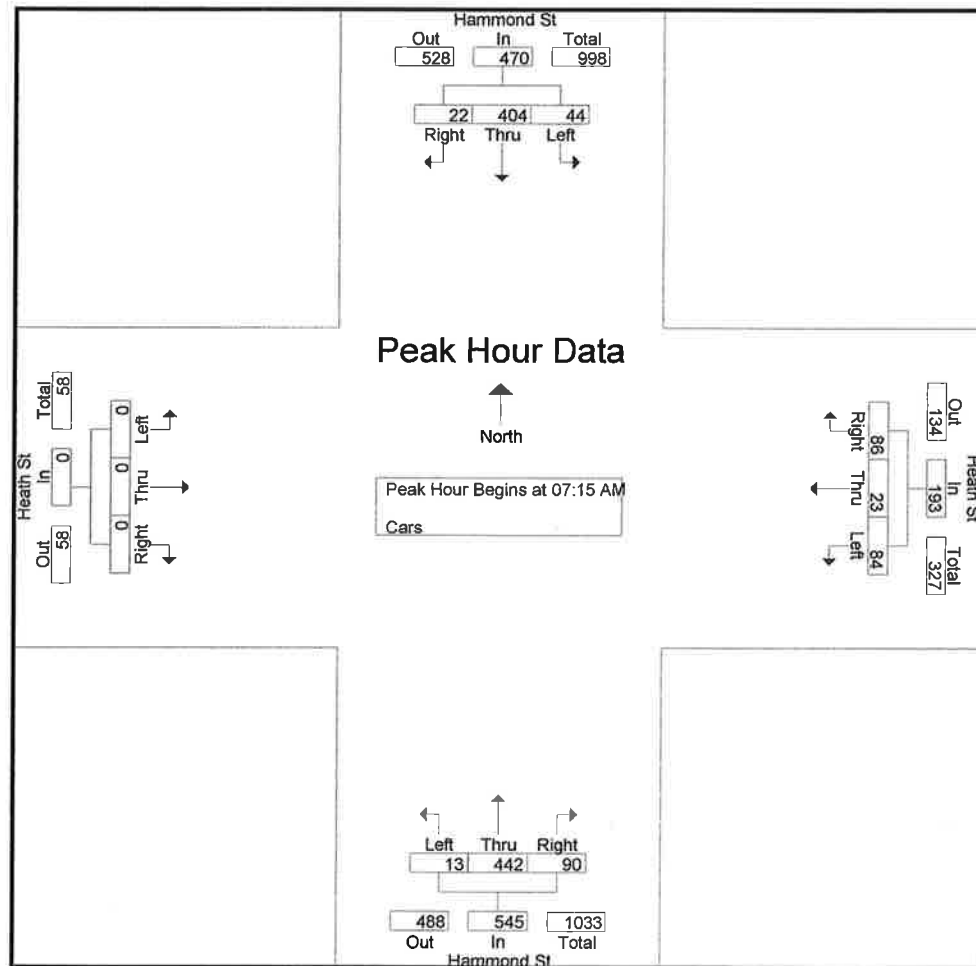 Hammond St
Out In Total
528 470 998
22 404 44
Right Thru Left
Peak Hour Data
North
Peak Hour Begins at 07:15 AM
Cars
Heath St
Total In Out
58 0 58
0 0 0
Left Thru Right
Right Thru Left
86 23 84
Out In Total
134 193 327
Heath St
Left Thru Right
13 442 90
488 545 1033
Out In Total
Hammond St